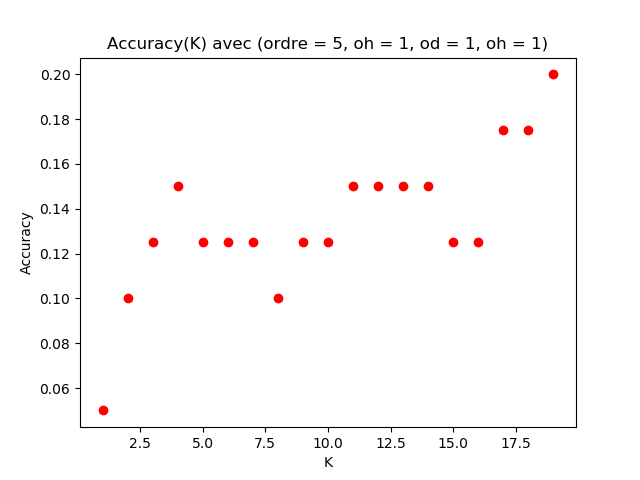 Accuracy(K) avec (ordre = 5, oh = 1, od = 1, oh = 1)
0.20
0.18
0.16
0.14
0.12
0.10
0.08
0.06
Accuracy
2.5 5.0 7.5 10.0 12.5 15.0 17.5
K